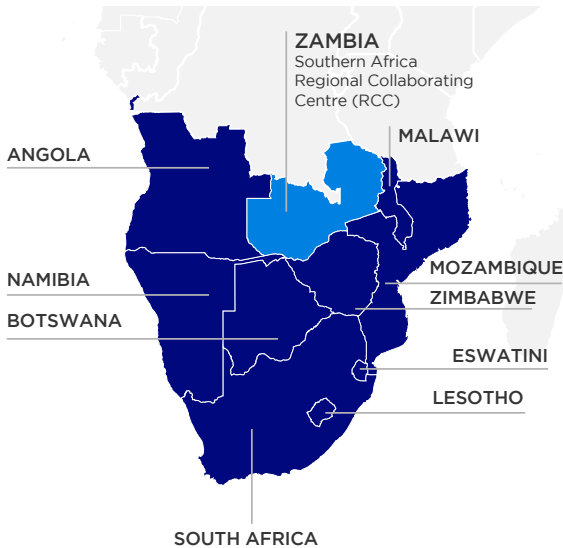 ZAMBIA
Southern Africa
Regional Collaborating
Centre (RCC)
MALAWI
ANGOLA
MOZAMBIQUE
NAMIBIA
ZIMBABWE
BOTSWANA
ESWATINI
LESOTHO
SOUTH AFRICA